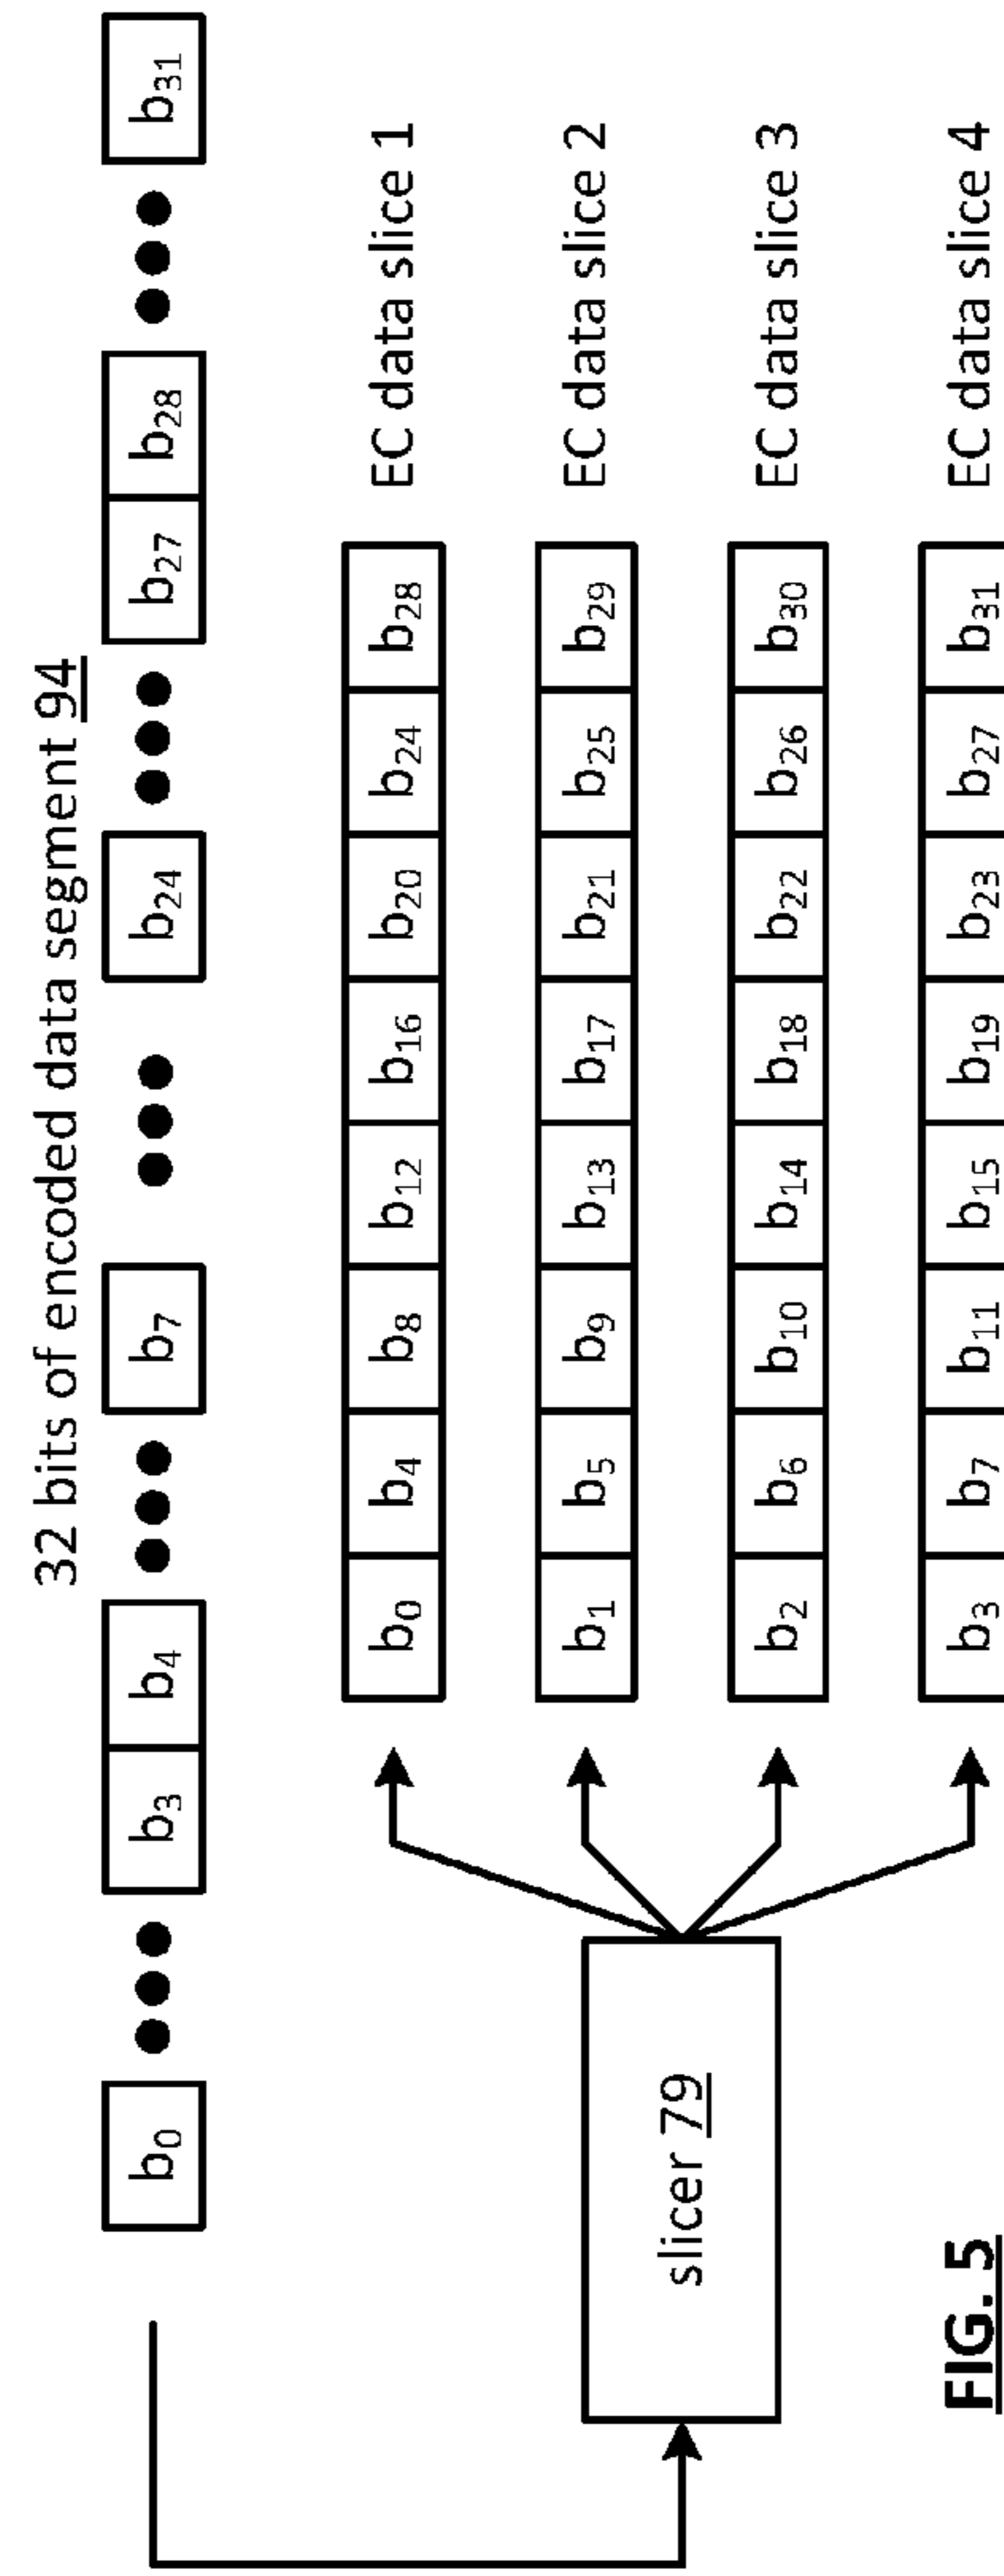 32 bits of encoded data segment 94
b0 b3 b4 b7 b24 b27 b28 b31
b0 b4 b8 b12 b16 b20 b24 b28 EC data slice 1
b1 b5 b9 b13 b17 b21 b25 b29 EC data slice 2
slicer 79
b2 b6 b10 b14 b18 b22 b26 b30 EC data slice 3
b3 b7 b11 b15 b19 b23 b27 b31 EC data slice 4
FIG. 5